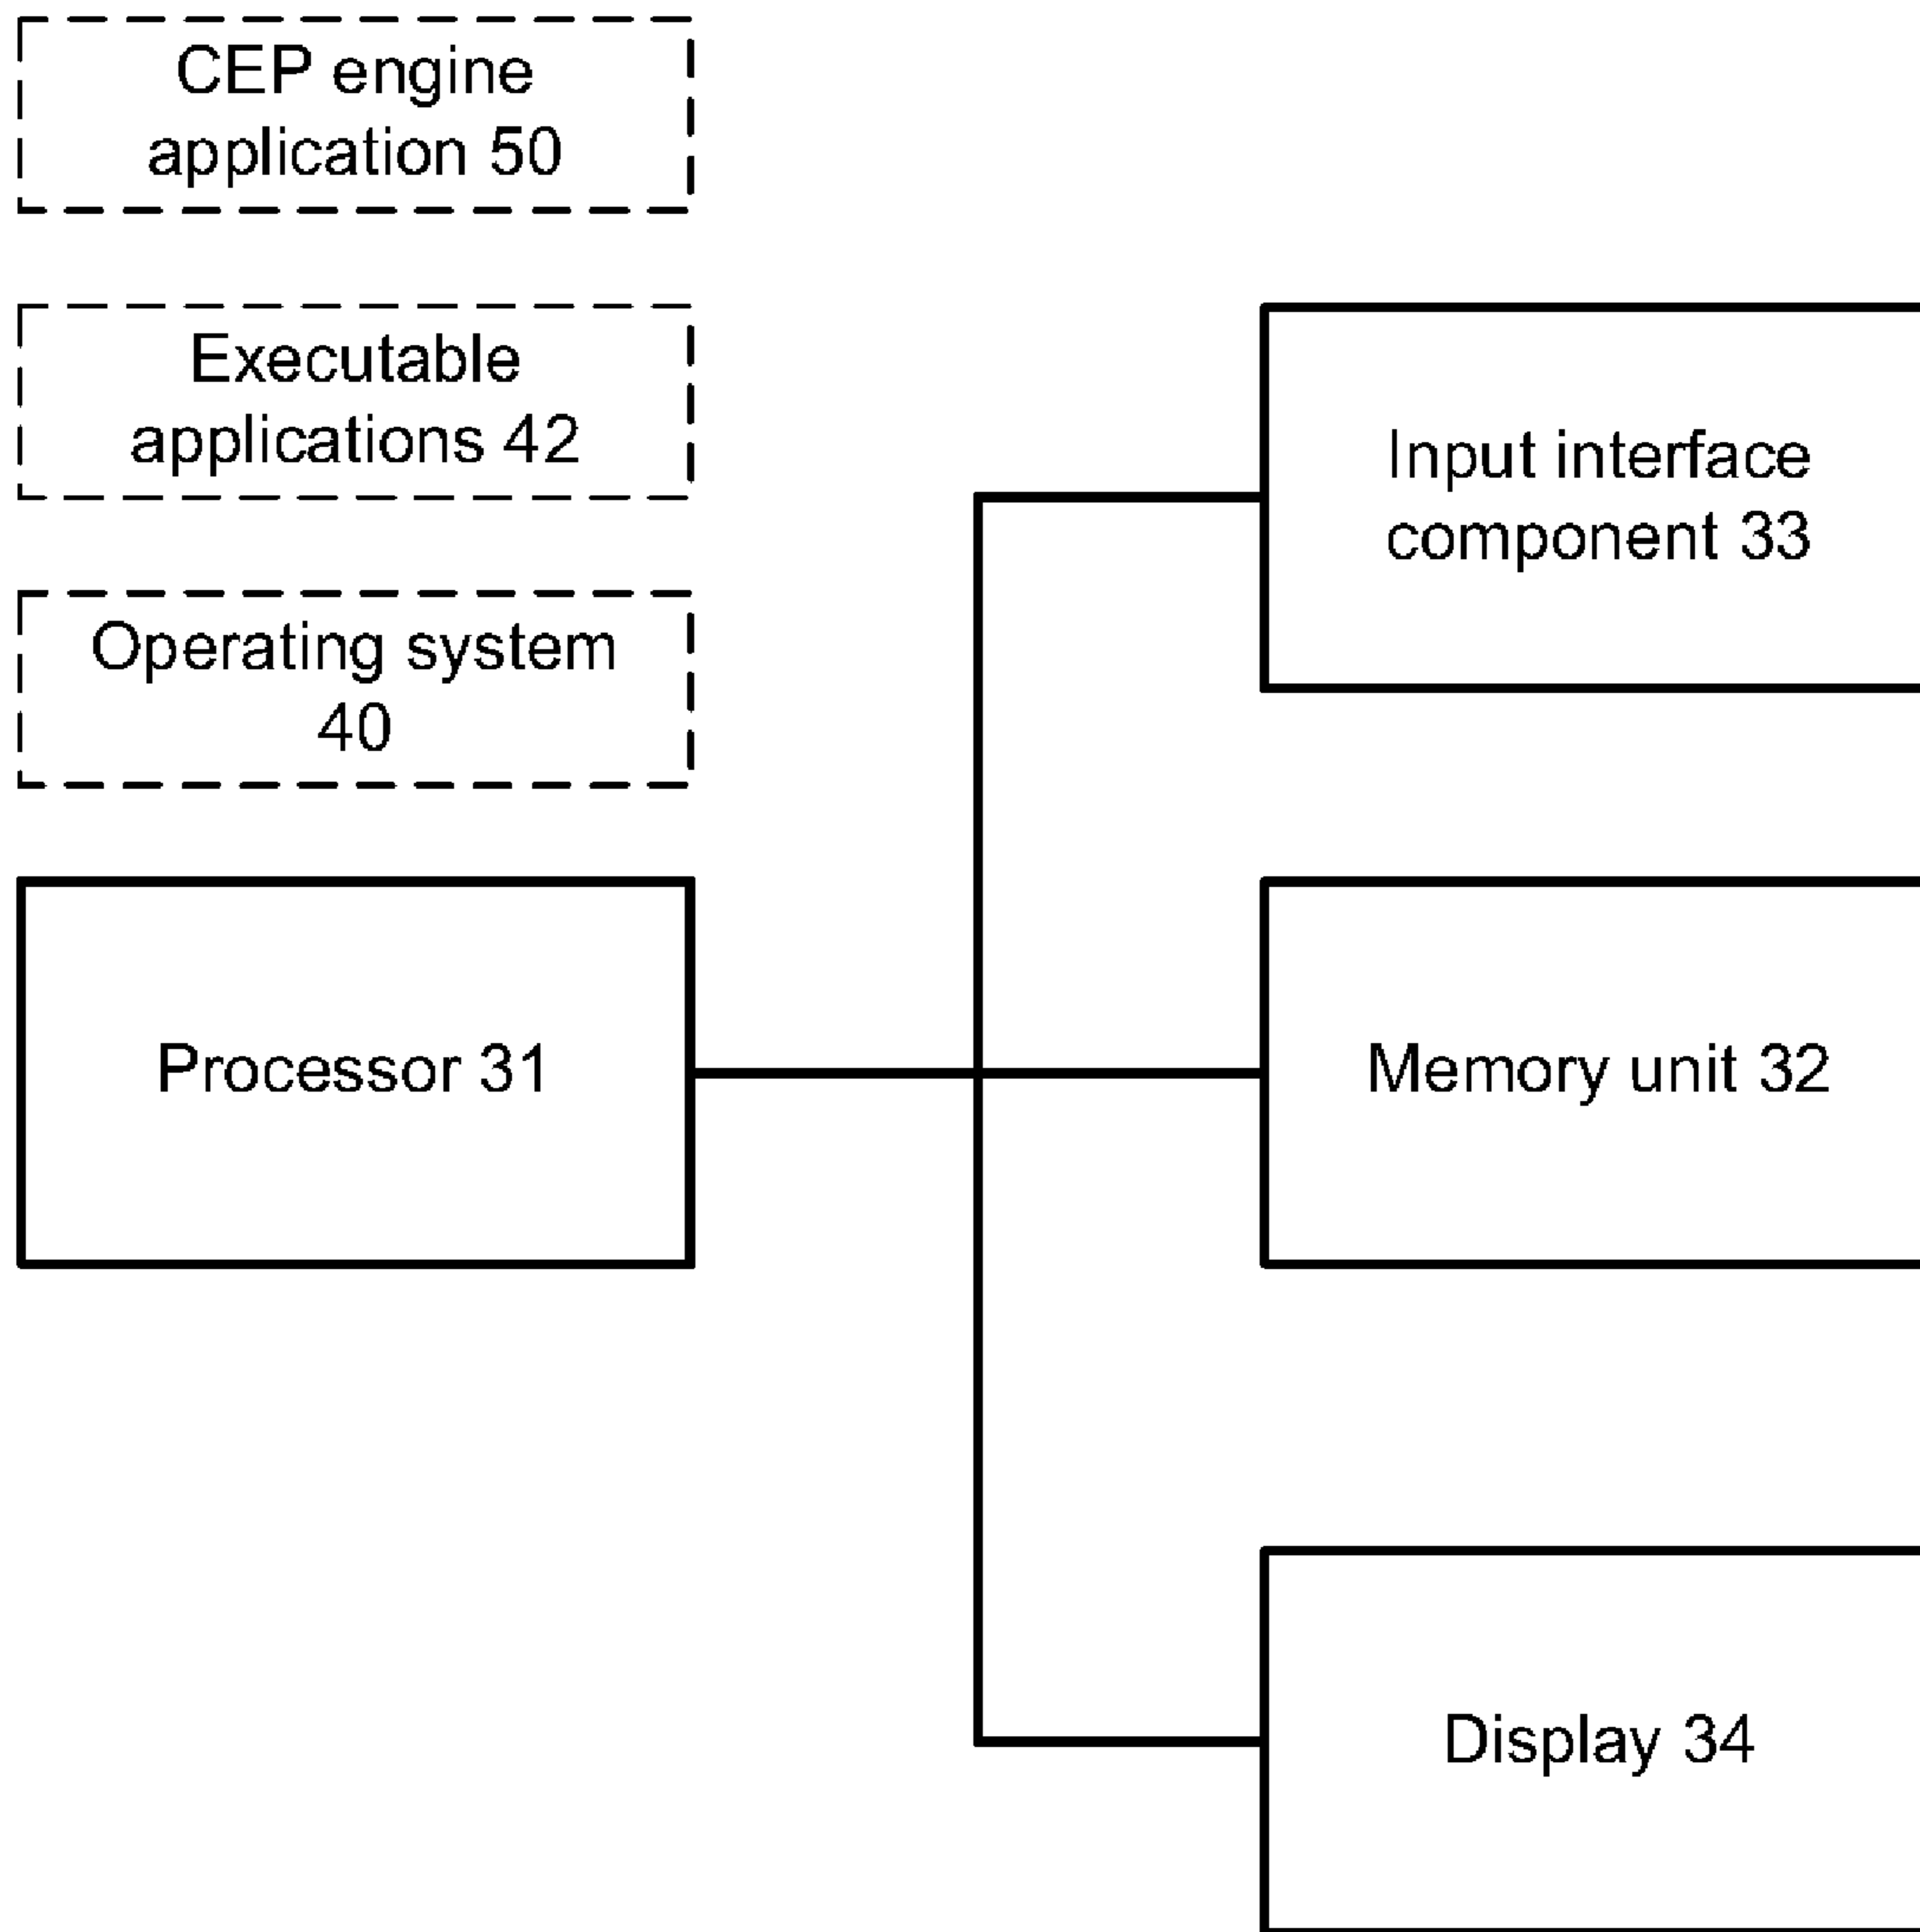 CEP engine
application 50
Executable
applications 42
Operating system
40
Input interface
component 33
Processor 31
Memory unit 32
Display 34